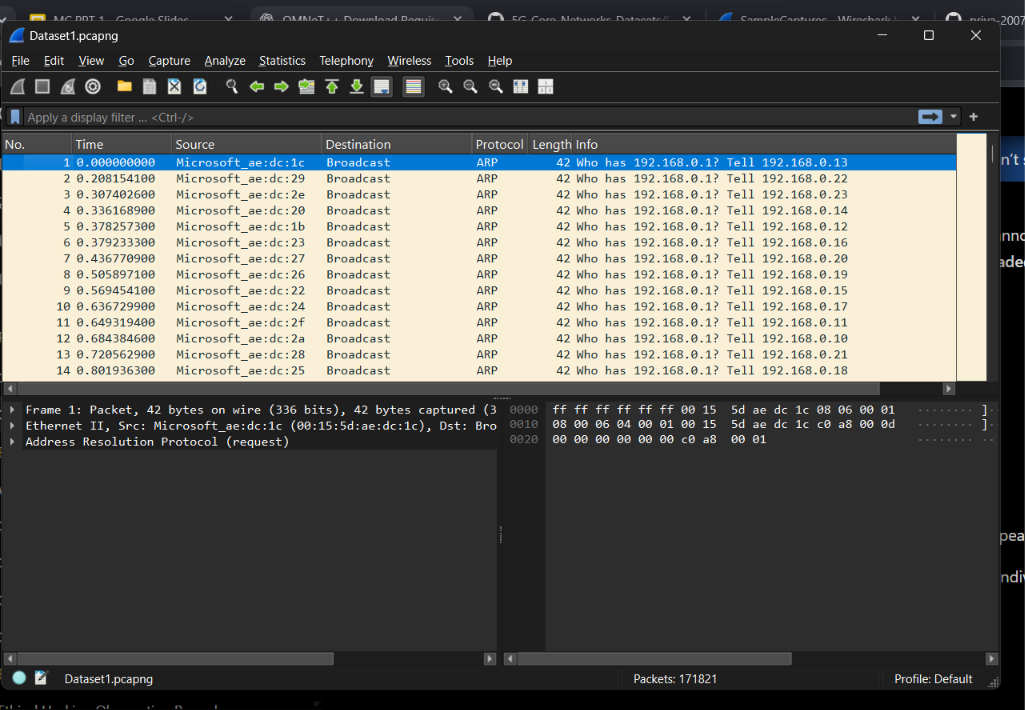 MC PPT 1 - Google Slides
Dataset1.pcapng
File Edit View Go Capture Analyze Statistics Telephony Wireless Tools Help
Apply a display filter ... <Ctrl-/>
No. Time Source Destination Protocol Length Info
1 0.000000000 Microsoft_ae:dc:1c Broadcast ARP 42 Who has 192.168.0.1? Tell 192.168.0.13
2 0.208154100 Microsoft_ae:dc:29 Broadcast ARP 42 Who has 192.168.0.1? Tell 192.168.0.22
3 0.307402600 Microsoft_ae:dc:2e Broadcast ARP 42 Who has 192.168.0.1? Tell 192.168.0.23
4 0.336168900 Microsoft_ae:dc:20 Broadcast ARP 42 Who has 192.168.0.1? Tell 192.168.0.14
5 0.378257300 Microsoft_ae:dc:1b Broadcast ARP 42 Who has 192.168.0.1? Tell 192.168.0.12
6 0.379233300 Microsoft_ae:dc:23 Broadcast ARP 42 Who has 192.168.0.1? Tell 192.168.0.16
7 0.436770900 Microsoft_ae:dc:27 Broadcast ARP 42 Who has 192.168.0.1? Tell 192.168.0.20
8 0.505897100 Microsoft_ae:dc:26 Broadcast ARP 42 Who has 192.168.0.1? Tell 192.168.0.19
9 0.569454100 Microsoft_ae:dc:22 Broadcast ARP 42 Who has 192.168.0.1? Tell 192.168.0.15
10 0.636729900 Microsoft_ae:dc:24 Broadcast ARP 42 Who has 192.168.0.1? Tell 192.168.0.17
11 0.649319400 Microsoft_ae:dc:2f Broadcast ARP 42 Who has 192.168.0.1? Tell 192.168.0.11
12 0.684384600 Microsoft_ae:dc:2a Broadcast ARP 42 Who has 192.168.0.1? Tell 192.168.0.10
13 0.720562900 Microsoft_ae:dc:28 Broadcast ARP 42 Who has 192.168.0.1? Tell 192.168.0.21
14 0.801936300 Microsoft_ae:dc:25 Broadcast ARP 42 Who has 192.168.0.1? Tell 192.168.0.18
Frame 1: Packet, 42 bytes on wire (336 bits), 42 bytes captured (3
Ethernet II, Src: Microsoft_ae:dc:1c (00:15:5d:ae:dc:1c), Dst: Bro
Address Resolution Protocol (request)
0000 ff ff ff ff ff ff 00 15 5d ae dc 1c 08 06 00 01 ········ ]·
0010 08 00 06 04 00 01 00 15 5d ae dc 1c c0 a8 00 0d ········ ]·
0020 00 00 00 00 00 00 c0 a8 00 01 ········ ··
Dataset1.pcapng Packets: 171821 Profile: Default